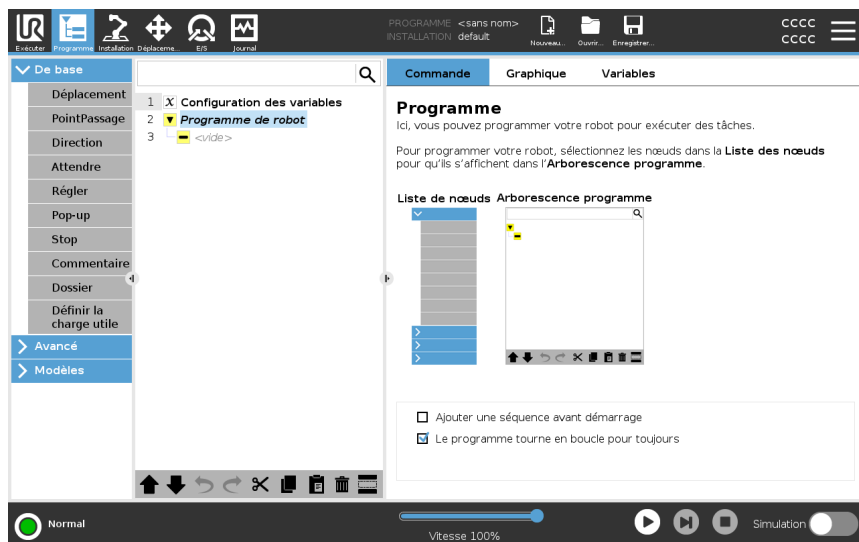 PROGRAMME <sans nom>
INSTALLATION default
Exécuter
Programme
Installation
Déplaceme...
E/S
Journal
Nouveau...
Ouvrir...
Enregistrer...
CCCC
CCCC
De base
Déplacement
PointPassage
Direction
Attendre
Régler
Pop-up
Stop
Commentaire
Dossier
Définir la
charge utile
Avancé
Modèles
1 X Configuration des variables
2 Programme de robot
3 <vide>
Commande
Graphique
Variables
Programme
Ici, vous pouvez programmer votre robot pour exécuter des tâches.
Pour programmer votre robot, sélectionnez les nœuds dans la Liste des nœuds
pour qu'ils s'affichent dans l'Arborescence programme.
Liste de nœuds
Arborescence programme
Ajouter une séquence avant démarrage
Le programme tourne en boucle pour toujours
Normal
Vitesse 100%
Simulation